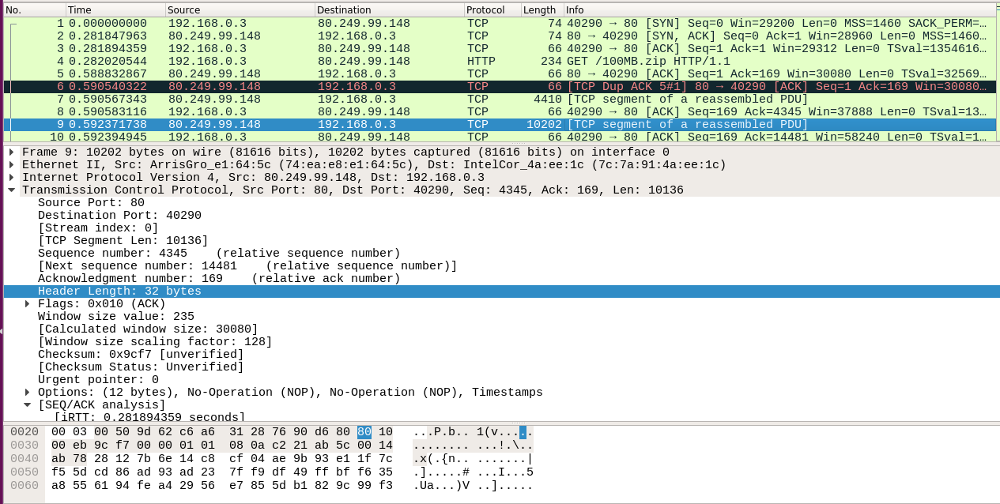 No. Time Source Destination Protocol Length Info
1 0.000000000 192.168.0.3 80.249.99.148 TCP 74 40290 → 80 [SYN] Seq=0 Win=29200 Len=0 MSS=1460 SACK_PERM=…
2 0.281847963 80.249.99.148 192.168.0.3 TCP 74 80 → 40290 [SYN, ACK] Seq=0 Ack=1 Win=28960 Len=0 MSS=1460…
3 0.281894359 192.168.0.3 80.249.99.148 TCP 66 40290 → 80 [ACK] Seq=1 Ack=1 Win=29312 Len=0 TSval=1354616…
4 0.282020544 192.168.0.3 80.249.99.148 HTTP 234 GET /100MB.zip HTTP/1.1
5 0.588832867 80.249.99.148 192.168.0.3 TCP 66 80 → 40290 [ACK] Seq=1 Ack=169 Win=30080 Len=0 TSval=32569…
6 0.590540322 80.249.99.148 192.168.0.3 TCP 66 [TCP Dup ACK 5#1] 80 → 40290 [ACK] Seq=1 Ack=169 Win=30080…
7 0.590567343 80.249.99.148 192.168.0.3 TCP 4410 [TCP segment of a reassembled PDU]
8 0.590583116 192.168.0.3 80.249.99.148 TCP 66 40290 → 80 [ACK] Seq=169 Ack=4345 Win=37888 Len=0 TSval=13…
9 0.592371738 80.249.99.148 192.168.0.3 TCP 10202 [TCP segment of a reassembled PDU]
10 0.592394945 192.168.0.3 80.249.99.148 TCP 66 40290 → 80 [ACK] Seq=169 Ack=14481 Win=58240 Len=0 TSval=1…
Frame 9: 10202 bytes on wire (81616 bits), 10202 bytes captured (81616 bits) on interface 0
Ethernet II, Src: ArrisGro_e1:64:5c (74:ea:e8:e1:64:5c), Dst: IntelCor_4a:ee:1c (7c:7a:91:4a:ee:1c)
Internet Protocol Version 4, Src: 80.249.99.148, Dst: 192.168.0.3
Transmission Control Protocol, Src Port: 80, Dst Port: 40290, Seq: 4345, Ack: 169, Len: 10136
Source Port: 80
Destination Port: 40290
[Stream index: 0]
[TCP Segment Len: 10136]
Sequence number: 4345 (relative sequence number)
[Next sequence number: 14481 (relative sequence number)]
Acknowledgment number: 169 (relative ack number)
Header Length: 32 bytes
Flags: 0x010 (ACK)
Window size value: 235
[Calculated window size: 30080]
[Window size scaling factor: 128]
Checksum: 0x9cf7 [unverified]
[Checksum Status: Unverified]
Urgent pointer: 0
Options: (12 bytes), No-Operation (NOP), No-Operation (NOP), Timestamps
[SEQ/ACK analysis]
[iRTT: 0.281894359 seconds]
0020 00 03 00 50 9d 62 c6 a6 31 28 76 90 d6 80 80 10 ...P.b.. 1(v.....
0030 00 eb 9c f7 00 00 01 01 08 0a c2 21 ab 5c 00 14 ........ ...!.\..
0040 ab 78 28 12 7b 6e 14 c8 cf 04 ae 9b 93 e1 1f 7c .x(.{n.. .......|
0050 f5 5d cd 86 ad 93 ad 23 7f f9 df 49 ff bf f6 35 .].....# ...I...5
0060 a8 55 61 94 fe a4 29 56 e7 85 5d b1 82 9c 99 f3 .Ua...)V ..].....